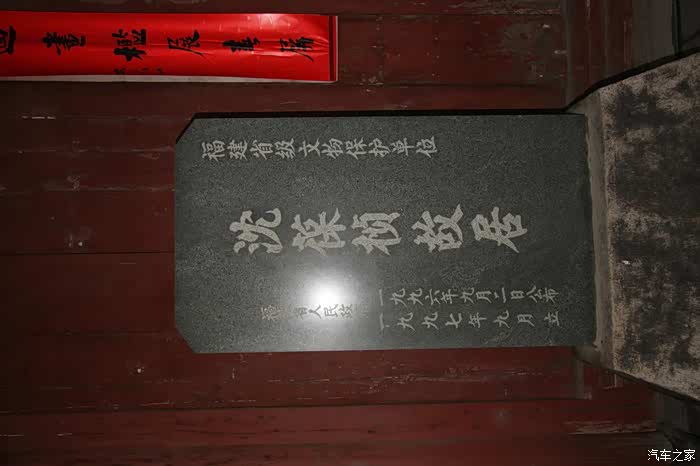 福建省级文物保护单位
沈葆桢故居
福 省人民政
一九九六年九月二日公布
一九九七年九月 立
汽车之家